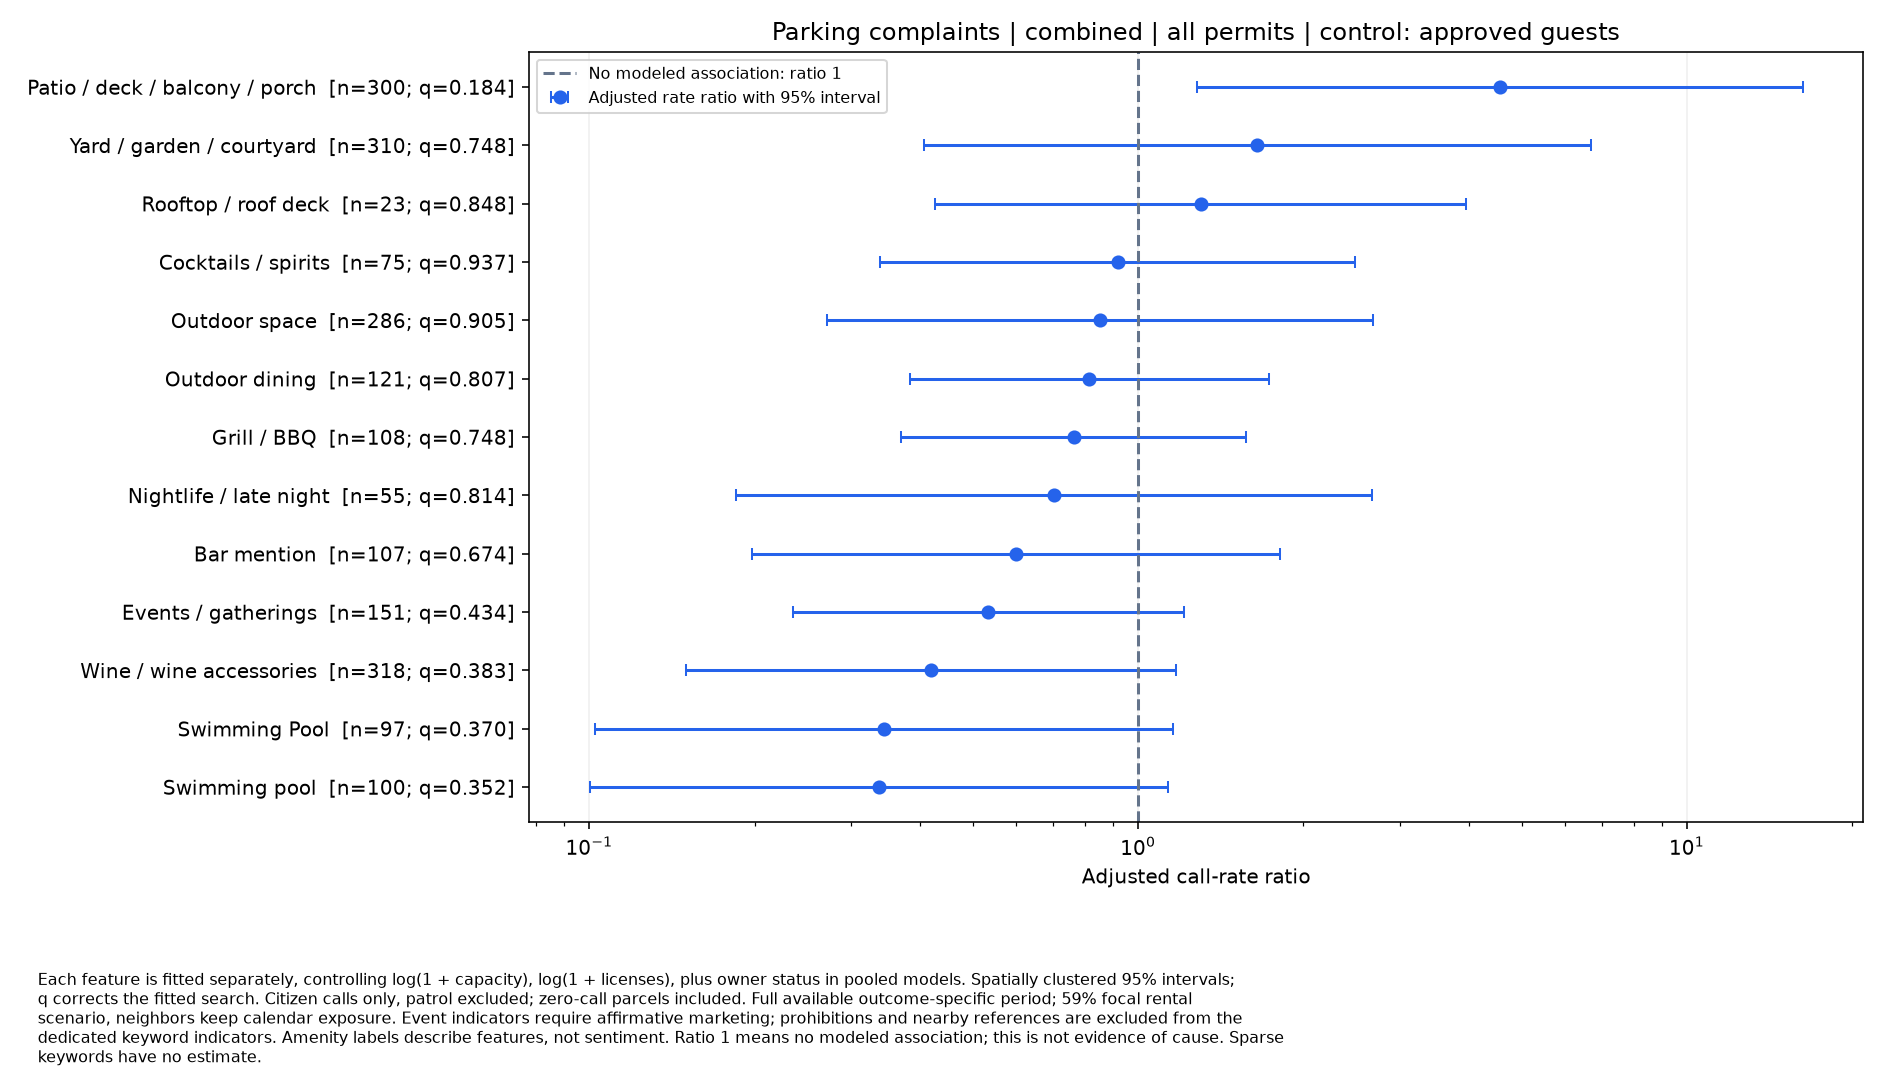 Parking complaints | combined | all permits | control: approved guests
No modeled association: ratio 1
Adjusted rate ratio with 95% interval
Patio / deck / balcony / porch [n=300; q=0.184]
Yard / garden / courtyard [n=310; q=0.748]
Rooftop / roof deck [n=23; q=0.848]
Cocktails / spirits [n=75; q=0.937]
Outdoor space [n=286; q=0.905]
Outdoor dining [n=121; q=0.807]
Grill / BBQ [n=108; q=0.748]
Nightlife / late night [n=55; q=0.814]
Bar mention [n=107; q=0.674]
Events / gatherings [n=151; q=0.434]
Wine / wine accessories [n=318; q=0.383]
Swimming Pool [n=97; q=0.370]
Swimming pool [n=100; q=0.352]
10⁻¹ 10⁰ 10¹
Adjusted call-rate ratio
Each feature is fitted separately, controlling log(1 + capacity), log(1 + licenses), plus owner status in pooled models. Spatially clustered 95% intervals;
q corrects the fitted search. Citizen calls only, patrol excluded; zero-call parcels included. Full available outcome-specific period; 59% focal rental
scenario, neighbors keep calendar exposure. Event indicators require affirmative marketing; prohibitions and nearby references are excluded from the
dedicated keyword indicators. Amenity labels describe features, not sentiment. Ratio 1 means no modeled association; this is not evidence of cause. Sparse
keywords have no estimate.